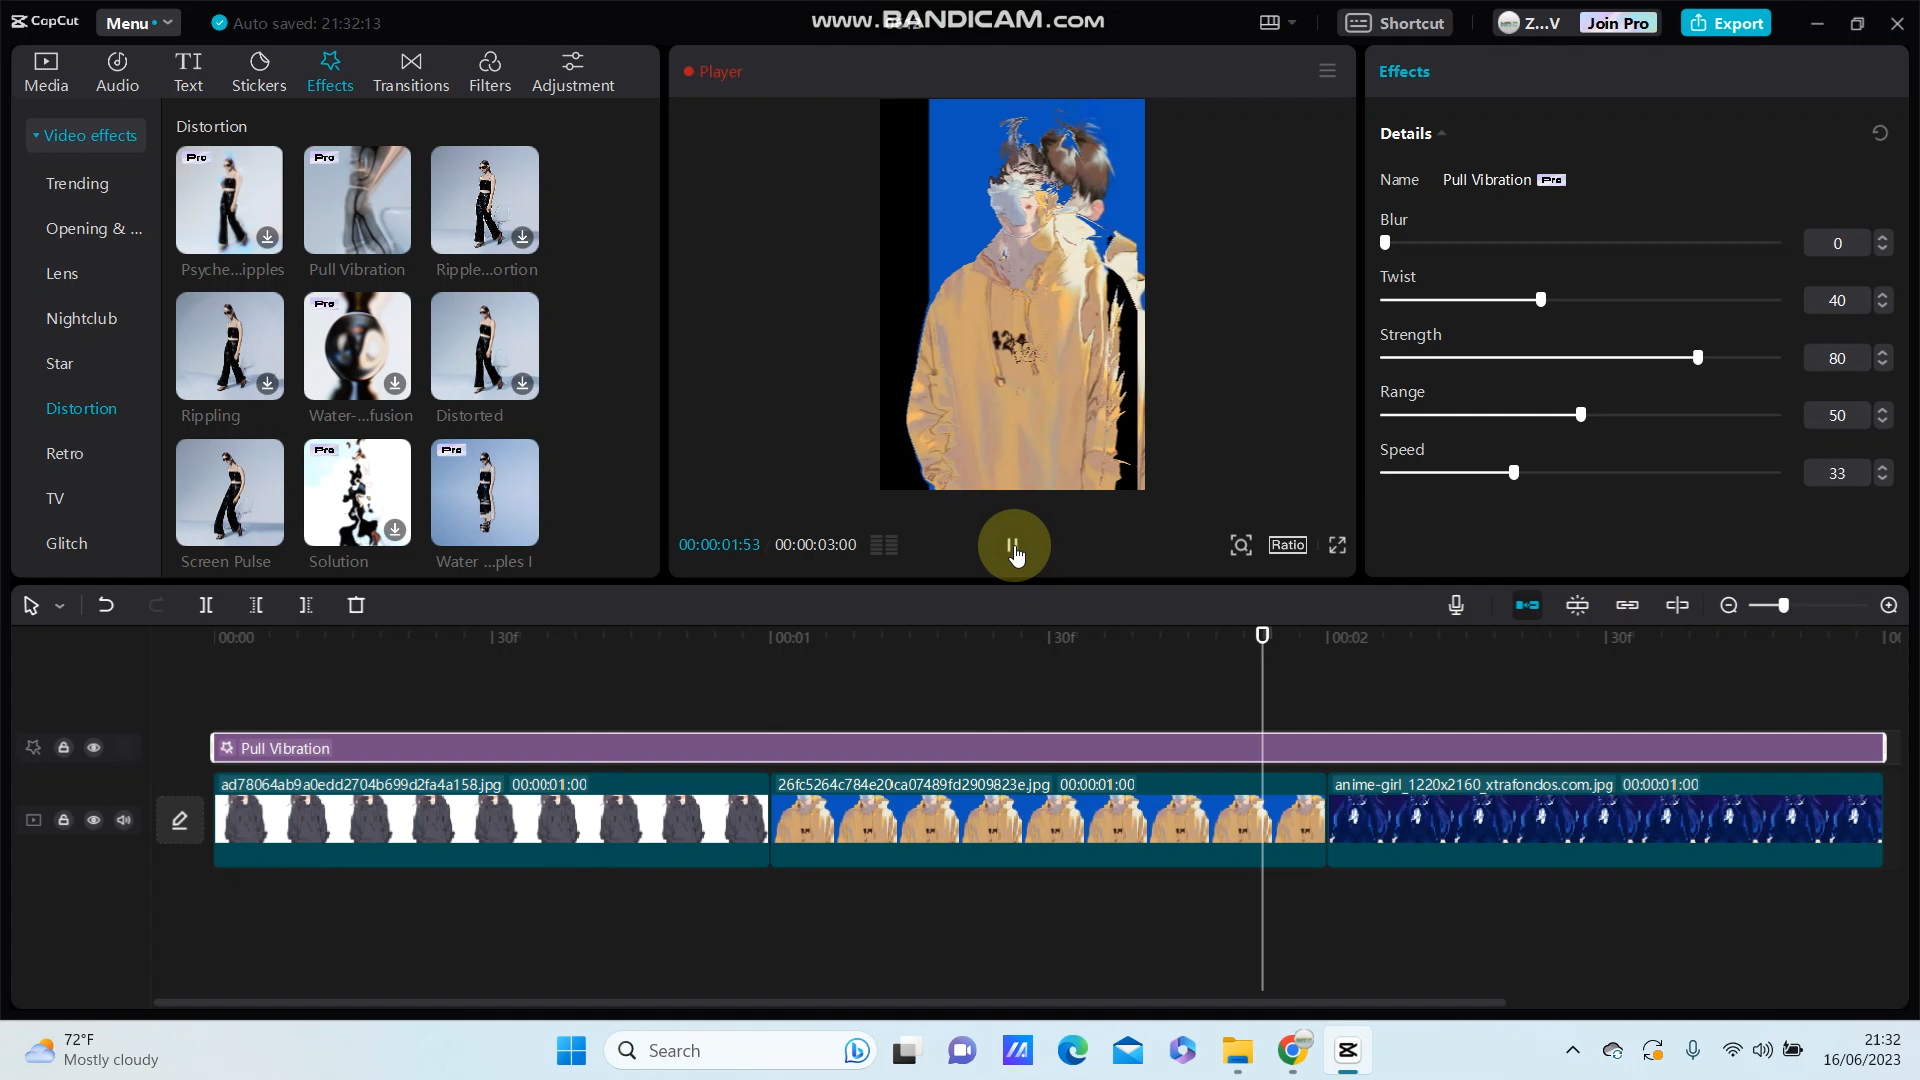 CapCut
Menu
Auto saved: 21:32:13
www.BANDICAM.com
Shortcut
Z...V
Join Pro
Export
Media
Audio
Text
Stickers
Effects
Transitions
Filters
Adjustment
Player
Effects
Video effects
Trending
Opening & ...
Lens
Nightclub
Star
Distortion
Retro
TV
Glitch
Distortion
Pro
Pro
Psyche...ipples
Pull Vibration
Ripple...ortion
Pro
Rippling
Water-...fusion
Distorted
Pro
Pro
Screen Pulse
Solution
Water ...ples I
00:00:01:53
00:00:03:00
Ratio
Details
Name
Pull Vibration
Pro
Blur
0
Twist
40
Strength
80
Range
50
Speed
33
00:00
30f
00:01
30f
00:02
30f
Pull Vibration
ad78064ab9a0edd2704b699d2fa4a158.jpg 00:00:01:00
26fc5264c784e20ca07489fd2909823e.jpg 00:00:01:00
anime-girl_1220x2160_xtrafondos.com.jpg 00:00:01:00
72°F
Mostly cloudy
Search
21:32
16/06/2023